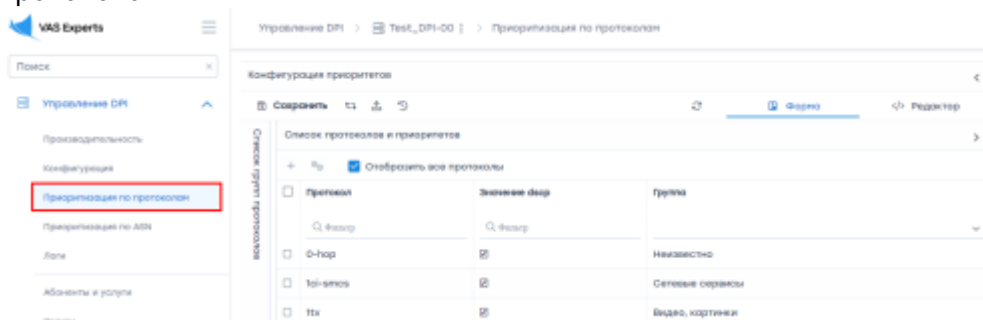 VAS Experts
Управление DPI > Test_DPI-00 [ > Приоритизация по протоколам
Поиск
Конфигурация приоритетов
Управление DPI
Сохранить
Форма
</> Редактор
Производительность
Список групп протоколов
Список протоколов и приоритетов
Конфигурация
Отобразить все протоколы
Приоритизация по протоколам
Протокол Значение dscp Группа
Приоритизация по ASN
Фильтр Фильтр
Логи
0-hop Неизвестно
Абоненты и услуги
1ci-smcs Сетевые сервисы
ttx Видео, картинки